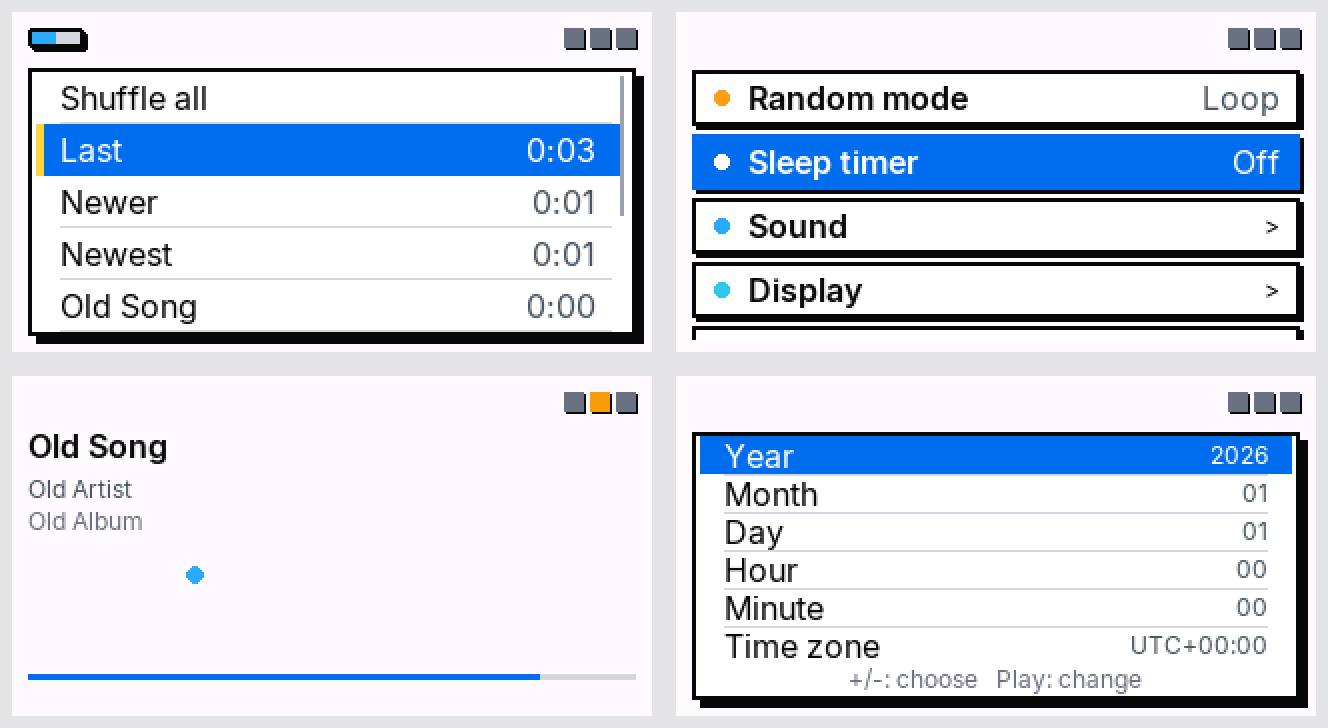 Shuffle all
Last 0:03
Newer 0:01
Newest 0:01
Old Song 0:00
Random mode Loop
Sleep timer Off
Sound >
Display >
Old Song
Old Artist
Old Album
Year 2026
Month 01
Day 01
Hour 00
Minute 00
Time zone UTC+00:00
+/-: choose Play: change